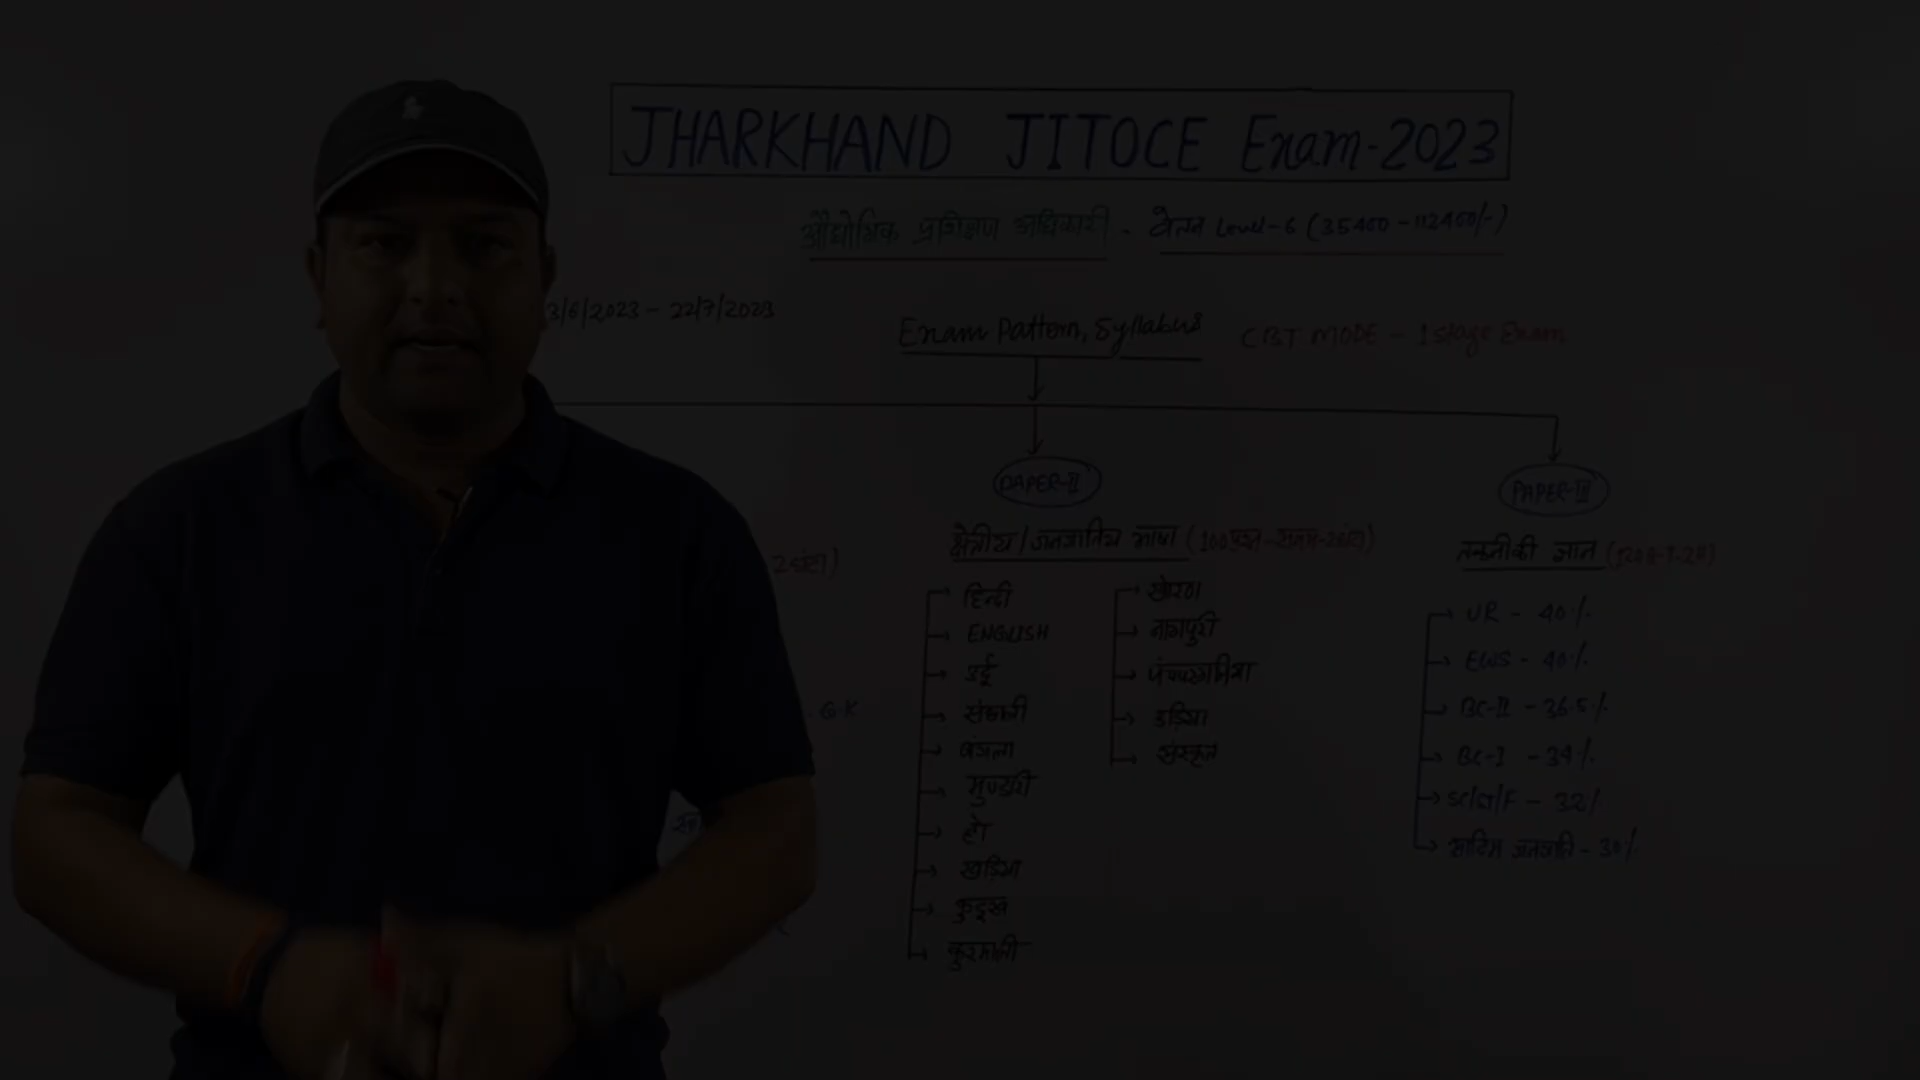 JHARKHAND JITOCE Exam-2023
औद्योगिक प्रशिक्षण अधिकारी - वेतन Level-6 (35400-112400/-)
3/6/2023 - 22/7/2023
Exam Pattern, Syllabus CBT MODE - 1 Stage Exam
PAPER-II
PAPER-III
2 घंटा)
क्षेत्रीय/जनजातिय भाषा (100
हिन्दी
ENGLISH
उर्दू
संथाली
बंगला
मुण्डारी
हो
खड़िया
कुडूख
कुरमाली
खोरठा
नागपुरी
पंचपरगनिया
उड़िया
संस्कृत
तकनीकी ज्ञान
UR - 40%
EWS - 40%
BC-II - 36.5%
BC-I - 34%
SC/ST/F - 32%
आदिम जनजाति - 30%
G.K